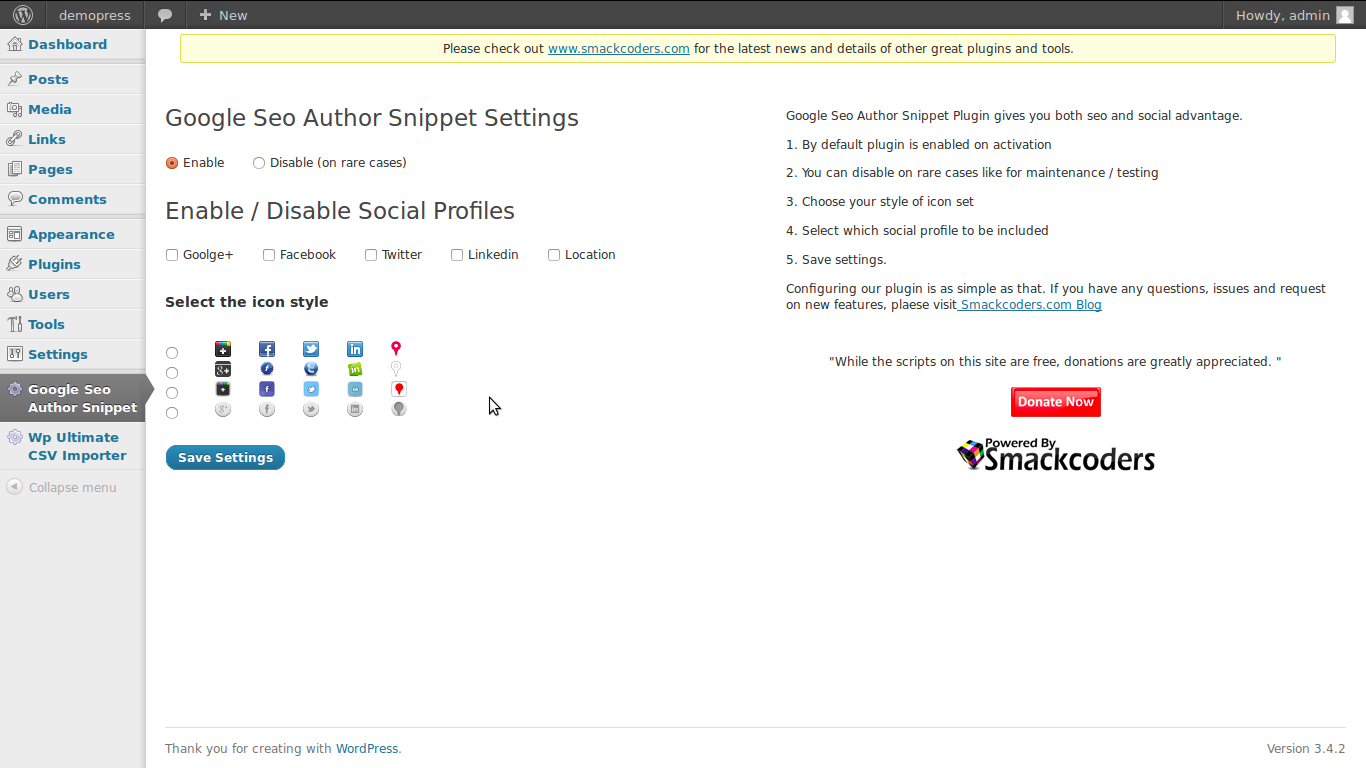 demopress
New
Howdy, admin
Dashboard
Posts
Media
Links
Pages
Comments
Appearance
Plugins
Users
Tools
Settings
Google Seo
Author Snippet
Wp Ultimate
CSV Importer
Collapse menu
Please check out www.smackcoders.com for the latest news and details of other great plugins and tools.
Google Seo Author Snippet Settings
Enable Disable (on rare cases)
Enable / Disable Social Profiles
Goolge+ Facebook Twitter Linkedin Location
Select the icon style
Save Settings
Google Seo Author Snippet Plugin gives you both seo and social advantage.
1. By default plugin is enabled on activation
2. You can disable on rare cases like for maintenance / testing
3. Choose your style of icon set
4. Select which social profile to be included
5. Save settings.
Configuring our plugin is as simple as that. If you have any questions, issues and request
on new features, plaese visit Smackcoders.com Blog
"While the scripts on this site are free, donations are greatly appreciated. "
Donate Now
Powered By
Smackcoders
Thank you for creating with WordPress.
Version 3.4.2